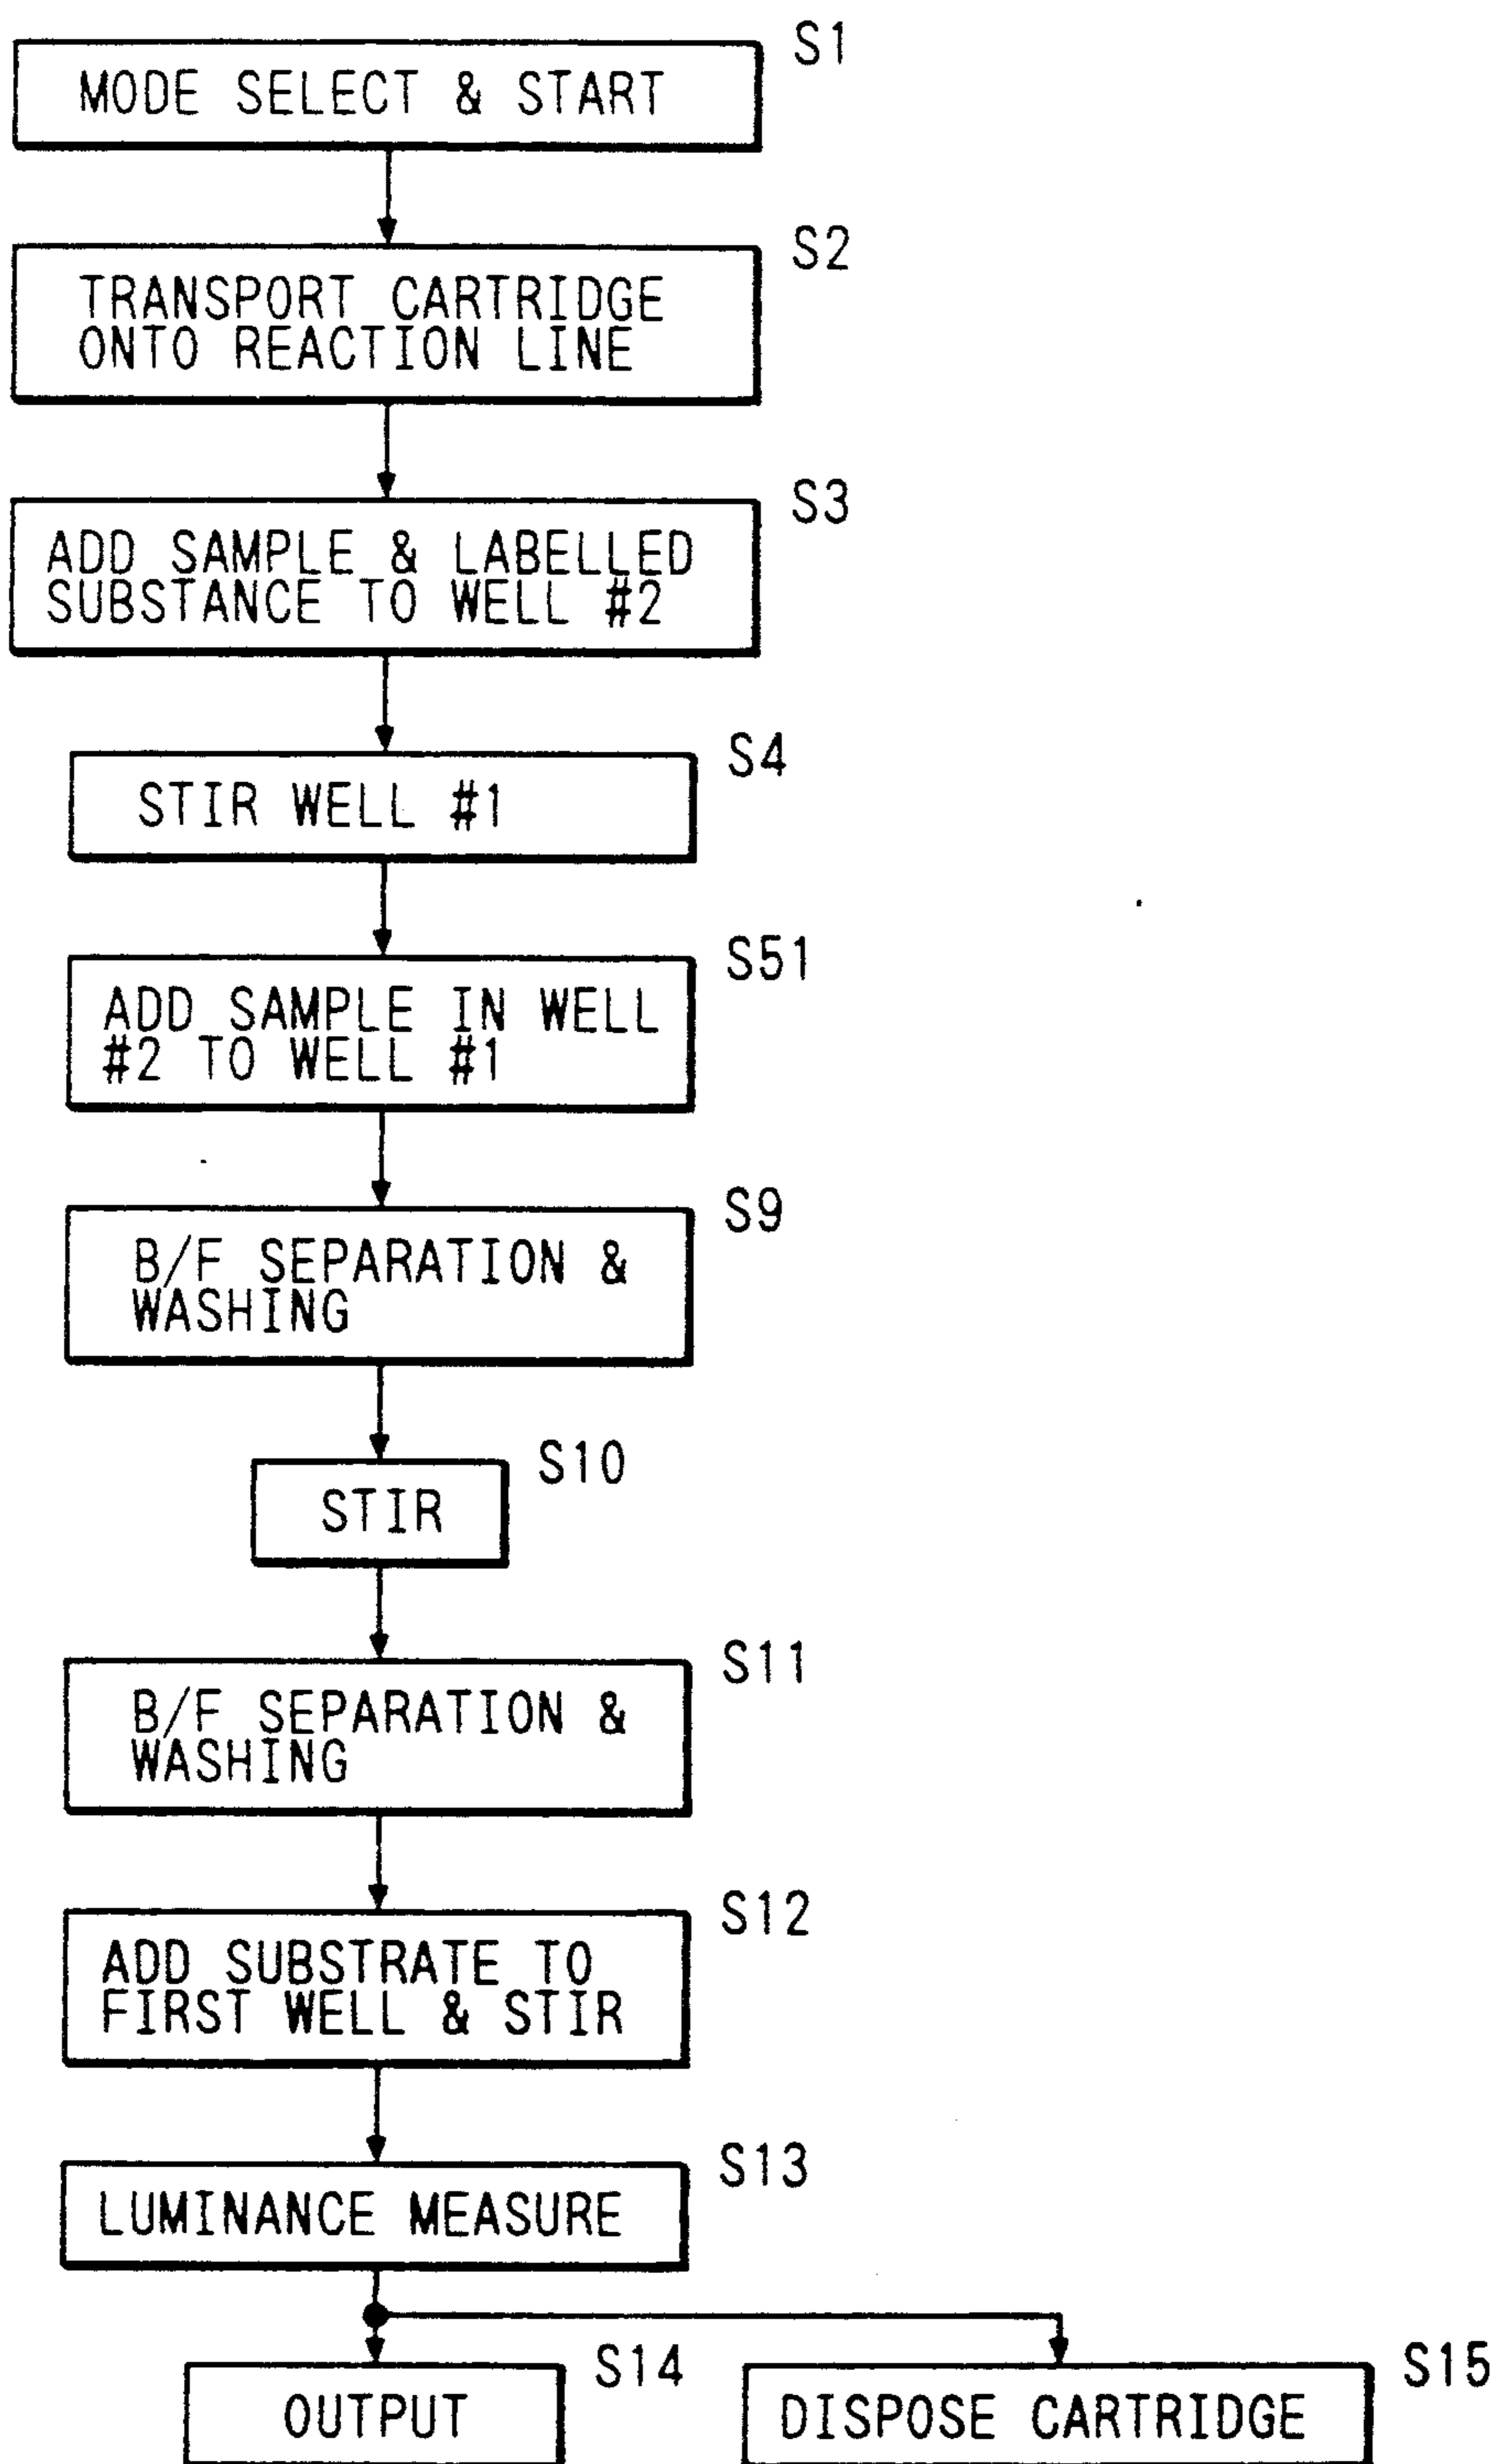 S1
MODE SELECT & START
S2
TRANSPORT CARTRIDGE
ONTO REACTION LINE
S3
ADD SAMPLE & LABELLED
SUBSTANCE TO WELL #2
S4
STIR WELL #1
S51
ADD SAMPLE IN WELL
#2 TO WELL #1
S9
B/F SEPARATION &
WASHING
S10
STIR
S11
B/F SEPARATION &
WASHING
S12
ADD SUBSTRATE TO
FIRST WELL & STIR
S13
LUMINANCE MEASURE
S14
OUTPUT
S15
DISPOSE CARTRIDGE